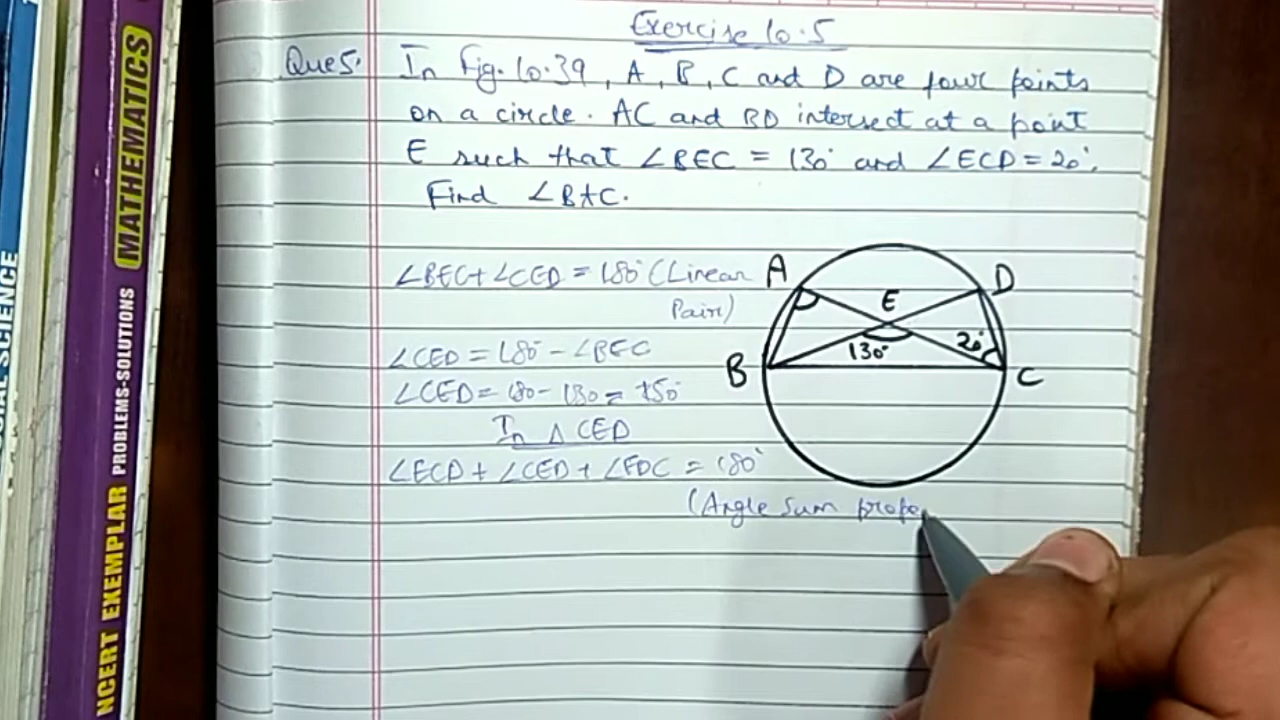 Exercise 10.5
Que5. In Fig. 10.39, A, B, C and D are four points
on a circle. AC and BD intersect at a point
E such that ∠BEC = 130° and ∠ECD = 20°.
Find ∠BAC.
∠BEC + ∠CED = 180° (Linear
Pair)
∠CED = 180° - ∠BEC
∠CED = 180 - 130 = 50°
In △ CED
∠ECD + ∠CED + ∠EDC = 180°
(Angle Sum prope
A
D
E
130°
20°
B
C
MATHEMATICS
PROBLEMS-SOLUTIONS
NCERT EXEMPLAR
SCIENCE